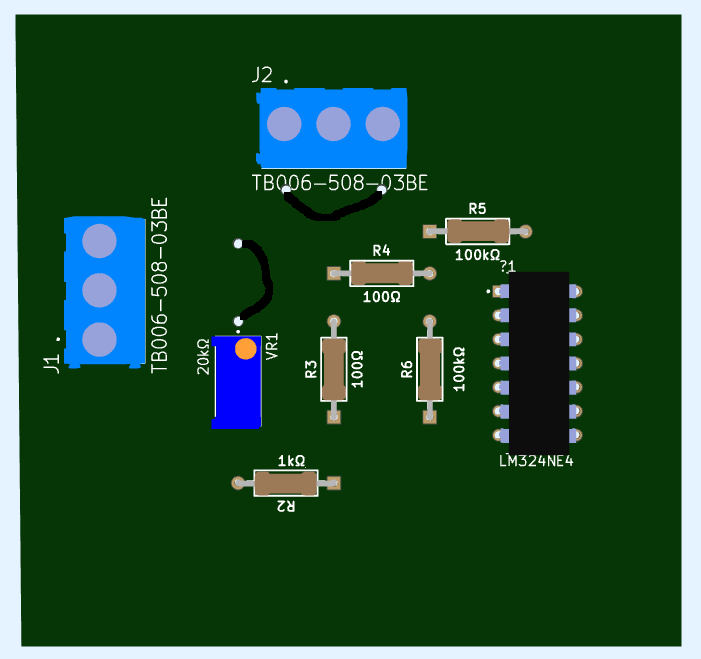 J2
TB006-508-03BE
R5
100kΩ
R4
100Ω
?1
TB006-508-03BE
J1
20kΩ
VR1
R3
100Ω
R6
100kΩ
LM324NE4
1kΩ
R2